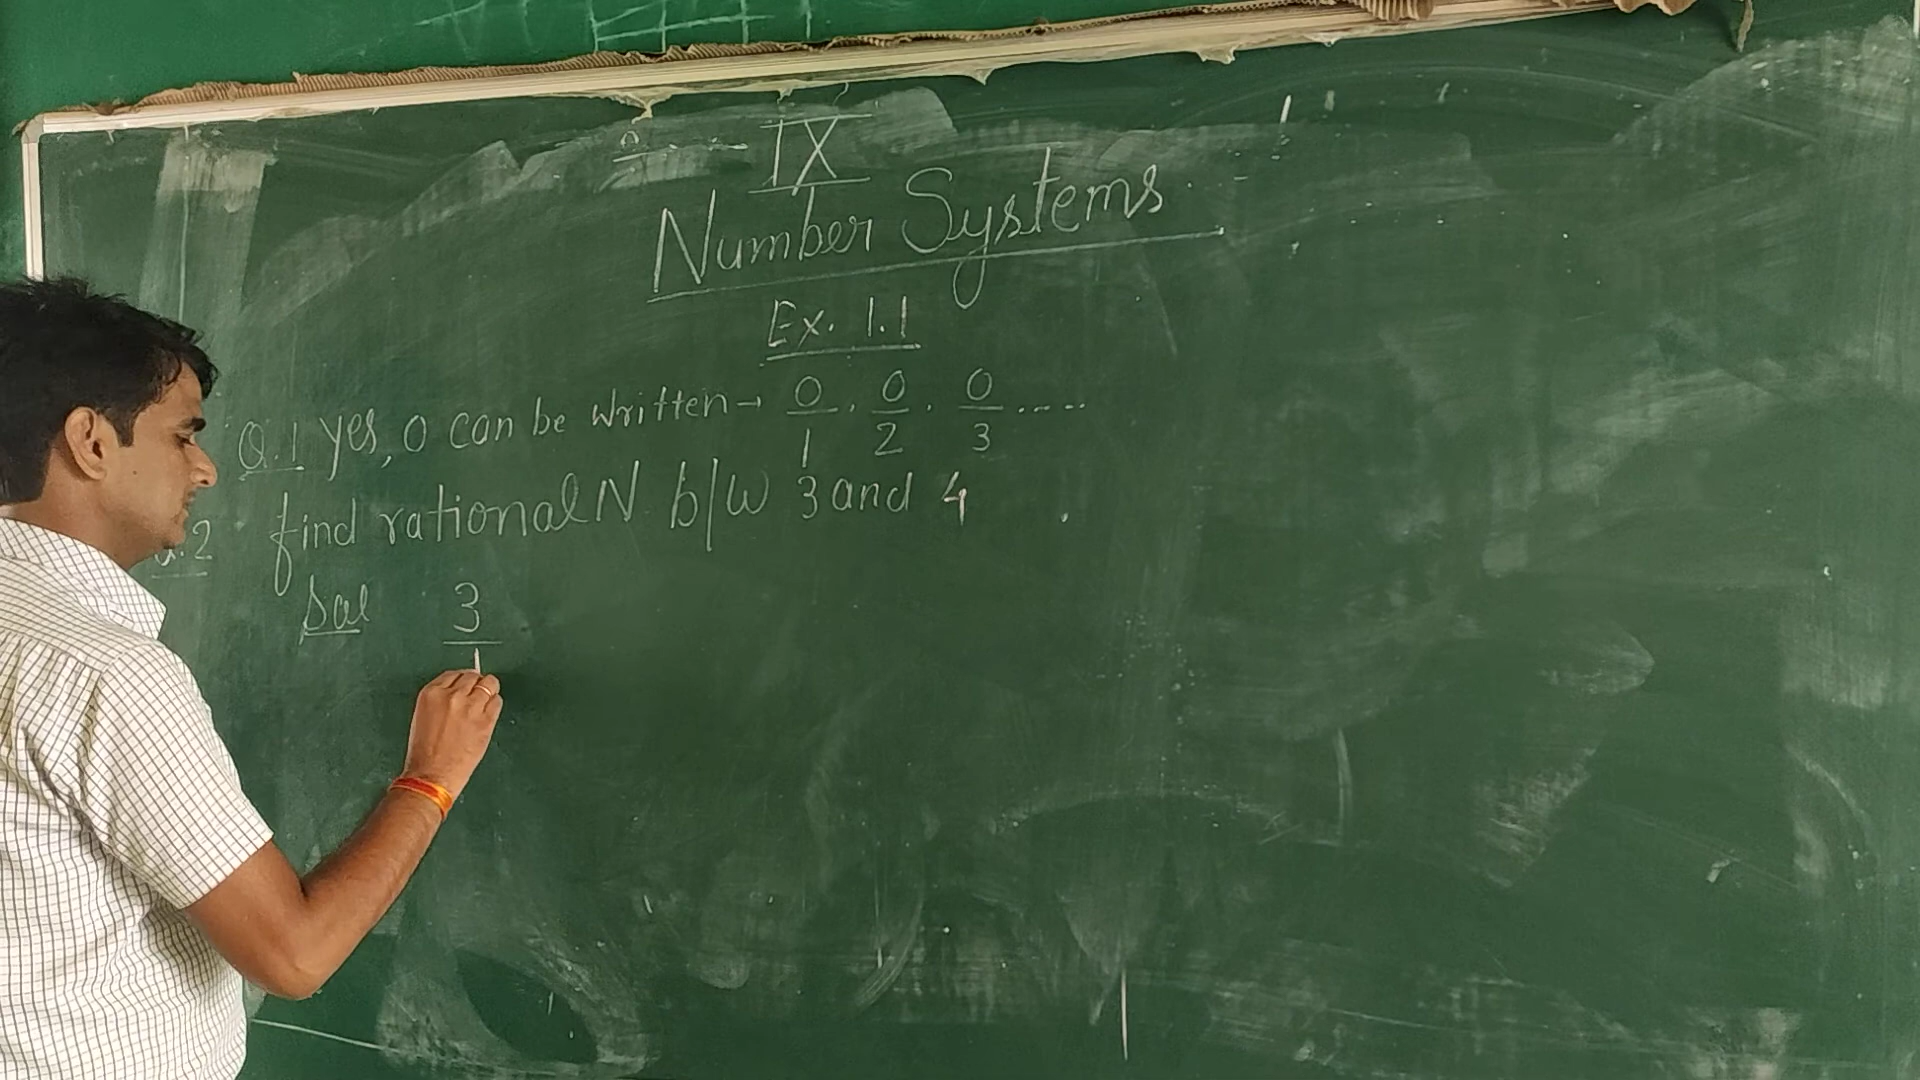 IX
Number Systems
Ex. 1.1
Q.1 yes, 0 can be written → 0/1, 0/2, 0/3 .....
Q.2 find rational N b/w 3 and 4
Sol 3/1